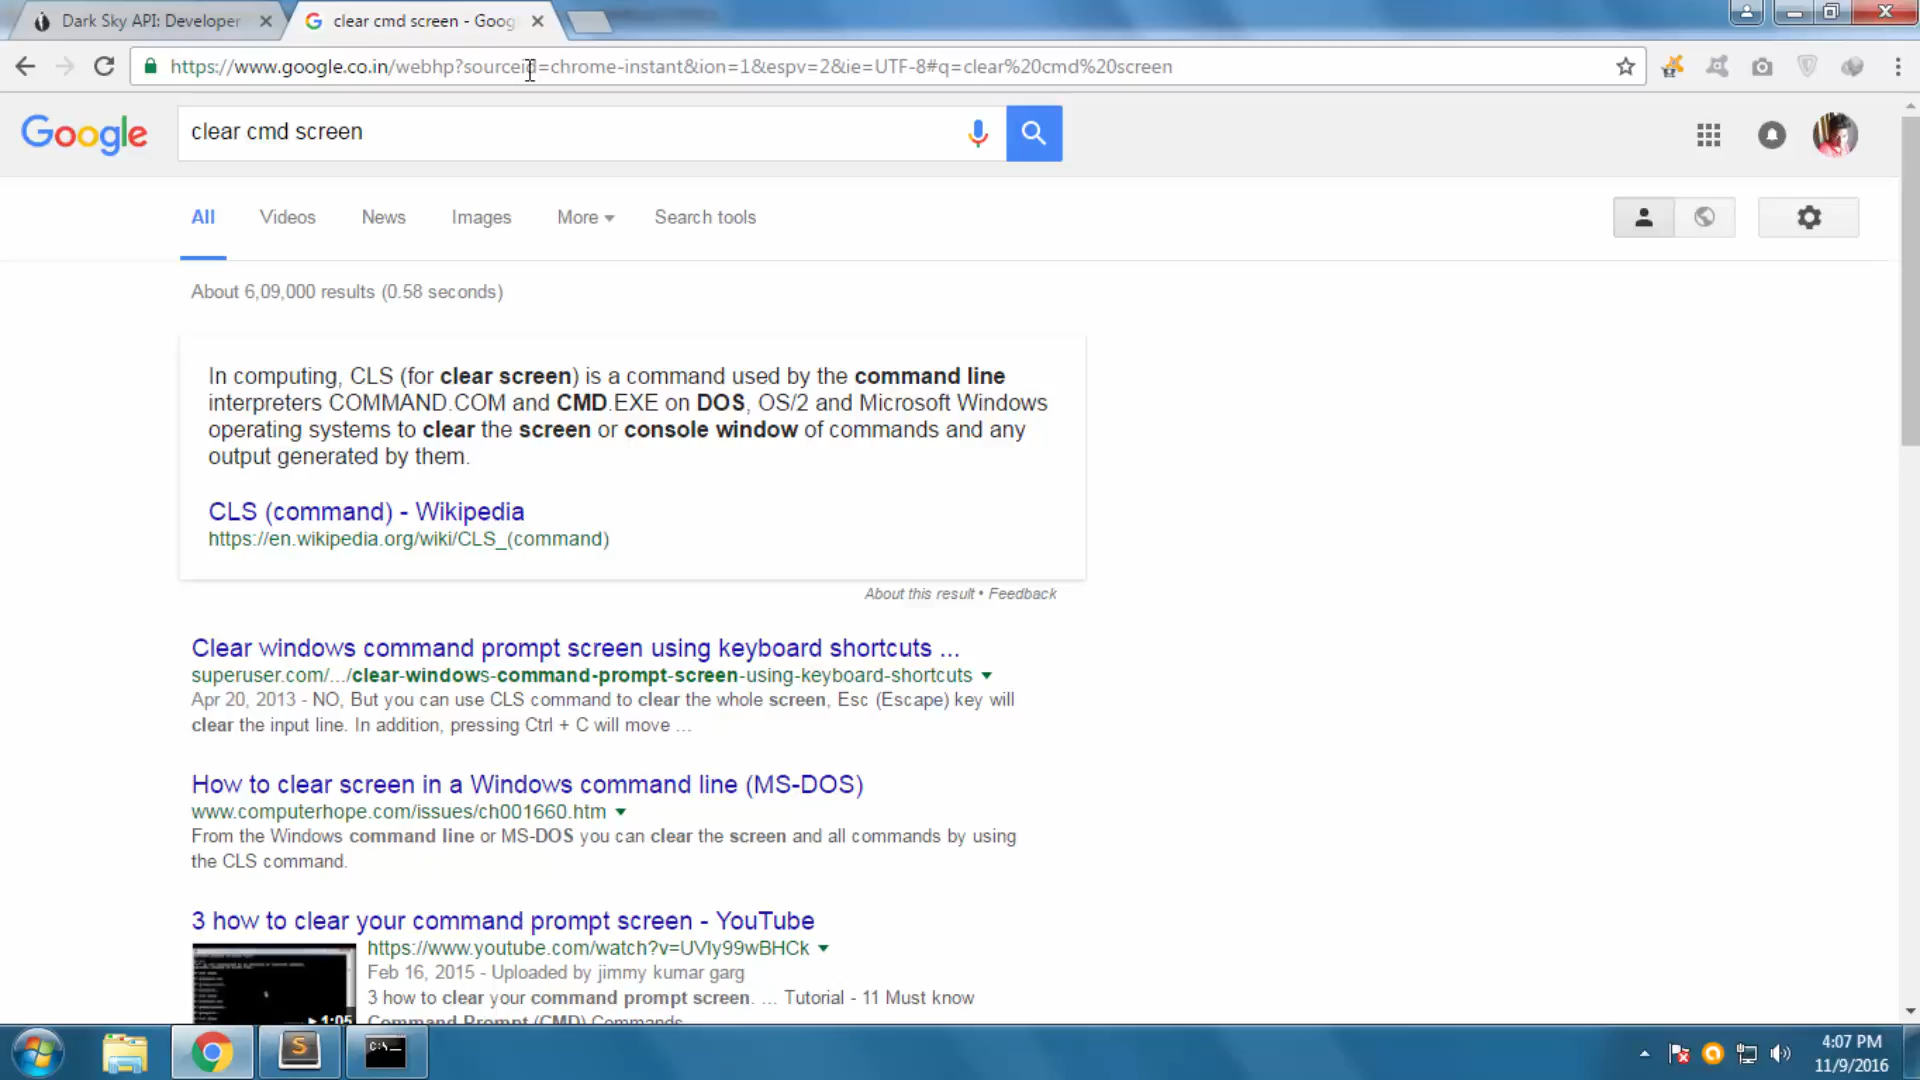 Dark Sky API: Developer
clear cmd screen - Goog
https://www.google.co.in/webhp?sourceid=chrome-instant&ion=1&espv=2&ie=UTF-8#q=clear%20cmd%20screen
Google
clear cmd screen
All Videos News Images More Search tools
About 6,09,000 results (0.58 seconds)
In computing, CLS (for clear screen) is a command used by the command line
interpreters COMMAND.COM and CMD.EXE on DOS, OS/2 and Microsoft Windows
operating systems to clear the screen or console window of commands and any
output generated by them.
CLS (command) - Wikipedia
https://en.wikipedia.org/wiki/CLS_(command)
About this result • Feedback
Clear windows command prompt screen using keyboard shortcuts ...
superuser.com/.../clear-windows-command-prompt-screen-using-keyboard-shortcuts
Apr 20, 2013 - NO, But you can use CLS command to clear the whole screen, Esc (Escape) key will
clear the input line. In addition, pressing Ctrl + C will move ...
How to clear screen in a Windows command line (MS-DOS)
www.computerhope.com/issues/ch001660.htm
From the Windows command line or MS-DOS you can clear the screen and all commands by using
the CLS command.
3 how to clear your command prompt screen - YouTube
https://www.youtube.com/watch?v=UVIy99wBHCk
Feb 16, 2015 - Uploaded by jimmy kumar garg
3 how to clear your command prompt screen. ... Tutorial - 11 Must know
Command Prompt (CMD) Commands
1:05
C:\_
4:07 PM
11/9/2016